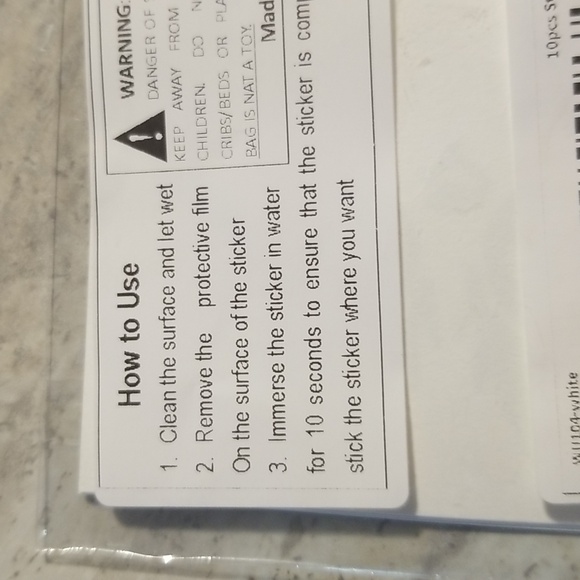 How to Use
1. Clean the surface and let wet
2. Remove the protective film
On the surface of the sticker
3. Immerse the sticker in water
for 10 seconds to ensure that the sticker is
stick the sticker where you want
WARNING:
DANGER OF
KEEP AWAY FROM
CHILDREN. DO
CRIBS/BEDS OR
BAG IS NAT A TOY.
10pcs
-white